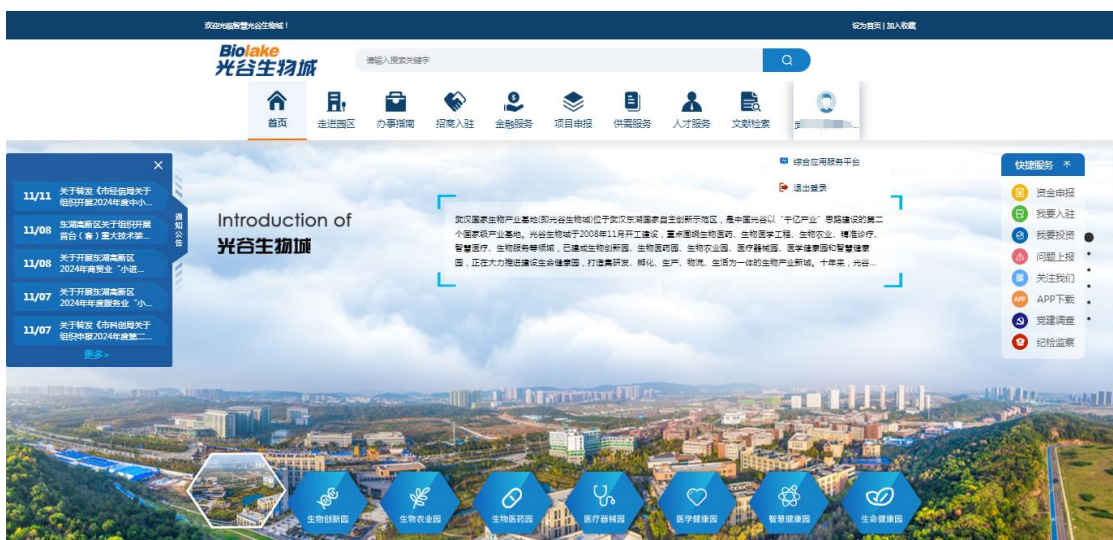 欢迎光临智慧光谷生物城！
设为首页 | 加入收藏
Biolake
光谷生物城
请输入搜索关键字
首页
走进园区
办事指南
招商入驻
金融服务
项目申报
供需服务
人才服务
文献检索
综合应用服务平台
退出登录
通知公告
11/11 关于转发《市经信局关于
组织开展2024年度中小...
11/08 东湖高新区关于组织开展
首台（套）重大技术装...
11/08 关于开展东湖高新区
2024年商贸业“小进...
11/07 关于开展东湖高新区
2024年年度服务业“小...
11/07 关于转发《市科创局关于
组织申报2024年度第二...
更多»
Introduction of
光谷生物城
武汉国家生物产业基地(即光谷生物城)位于武汉东湖国家自主创新示范区，是中国光谷以“千亿产业”思路建设的第二
个国家级产业基地。光谷生物城于2008年11月开工建设，重点围绕生物医药、生物医学工程、生物农业、精准诊疗、
智慧医疗、生物服务等领域，已建成生物创新园、生物医药园、生物农业园、医疗器械园、医学健康园和智慧健康
园，正在大力推进建设生命健康园，打造集研发、孵化、生产、物流、生活为一体的生物产业新城。十年来，光谷...
快捷服务
资金申报
我要入驻
我要投资
问题上报
关注我们
APP
APP下载
党建调查
纪检监察
生物创新园
生物农业园
生物医药园
医疗器械园
医学健康园
智慧健康园
生命健康园